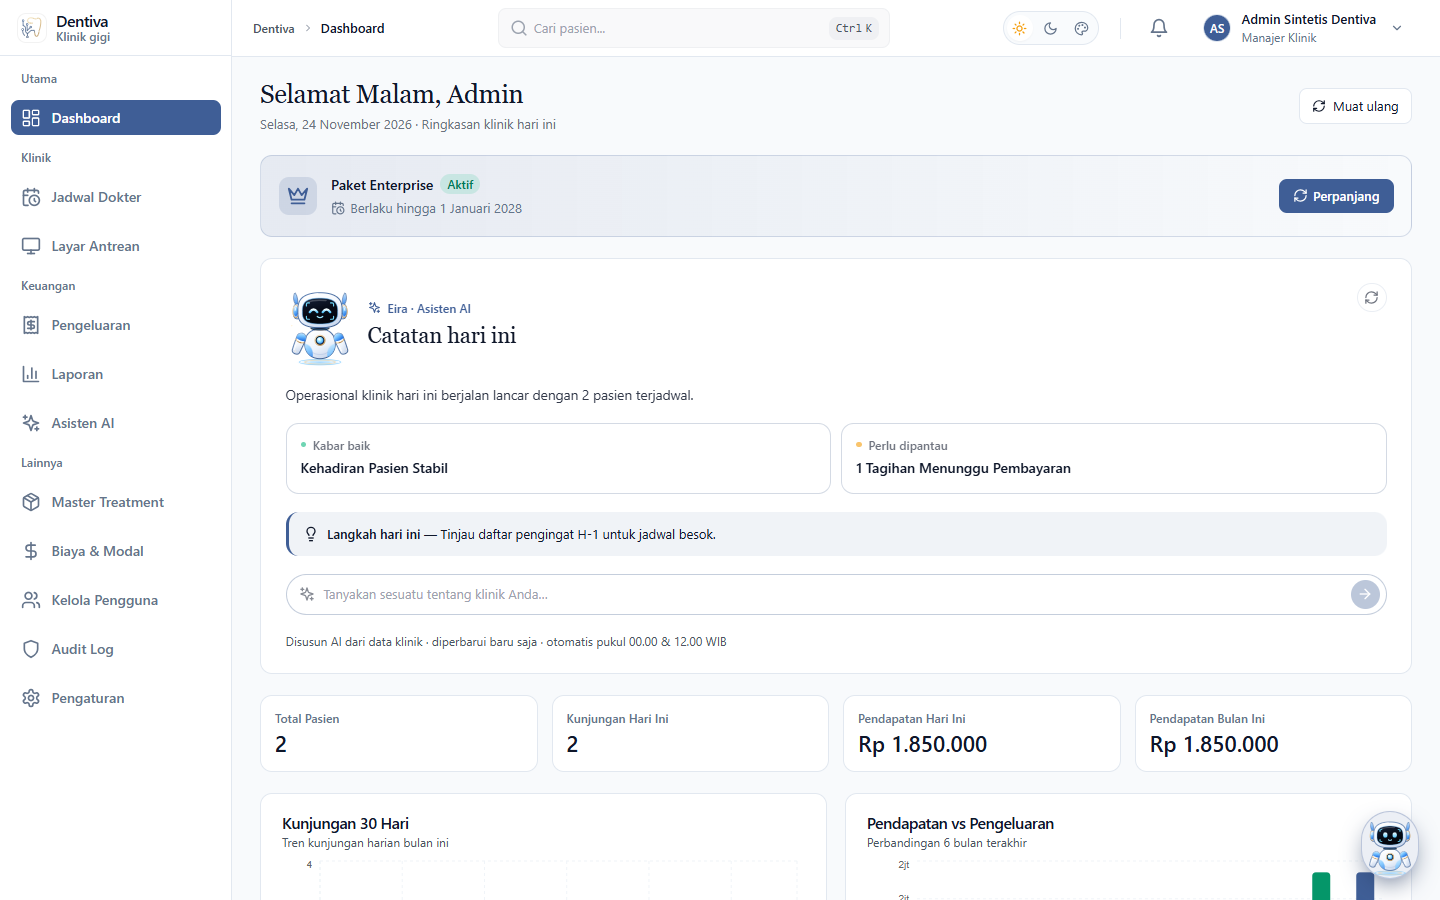 Dentiva
Klinik gigi
Utama
Dashboard
Klinik
Jadwal Dokter
Layar Antrean
Keuangan
Pengeluaran
Laporan
Asisten AI
Lainnya
Master Treatment
Biaya & Modal
Kelola Pengguna
Audit Log
Pengaturan
Dentiva > Dashboard
Cari pasien...
Ctrl K
AS
Admin Sintetis Dentiva
Manajer Klinik
Selamat Malam, Admin
Selasa, 24 November 2026 · Ringkasan klinik hari ini
Muat ulang
Paket Enterprise Aktif
Berlaku hingga 1 Januari 2028
Perpanjang
Eira · Asisten AI
Catatan hari ini
Operasional klinik hari ini berjalan lancar dengan 2 pasien terjadwal.
Kabar baik
Kehadiran Pasien Stabil
Perlu dipantau
1 Tagihan Menunggu Pembayaran
Langkah hari ini — Tinjau daftar pengingat H-1 untuk jadwal besok.
Tanyakan sesuatu tentang klinik Anda...
Disusun AI dari data klinik · diperbarui baru saja · otomatis pukul 00.00 & 12.00 WIB
Total Pasien
2
Kunjungan Hari Ini
2
Pendapatan Hari Ini
Rp 1.850.000
Pendapatan Bulan Ini
Rp 1.850.000
Kunjungan 30 Hari
Tren kunjungan harian bulan ini
4
Pendapatan vs Pengeluaran
Perbandingan 6 bulan terakhir
2jt
2jt